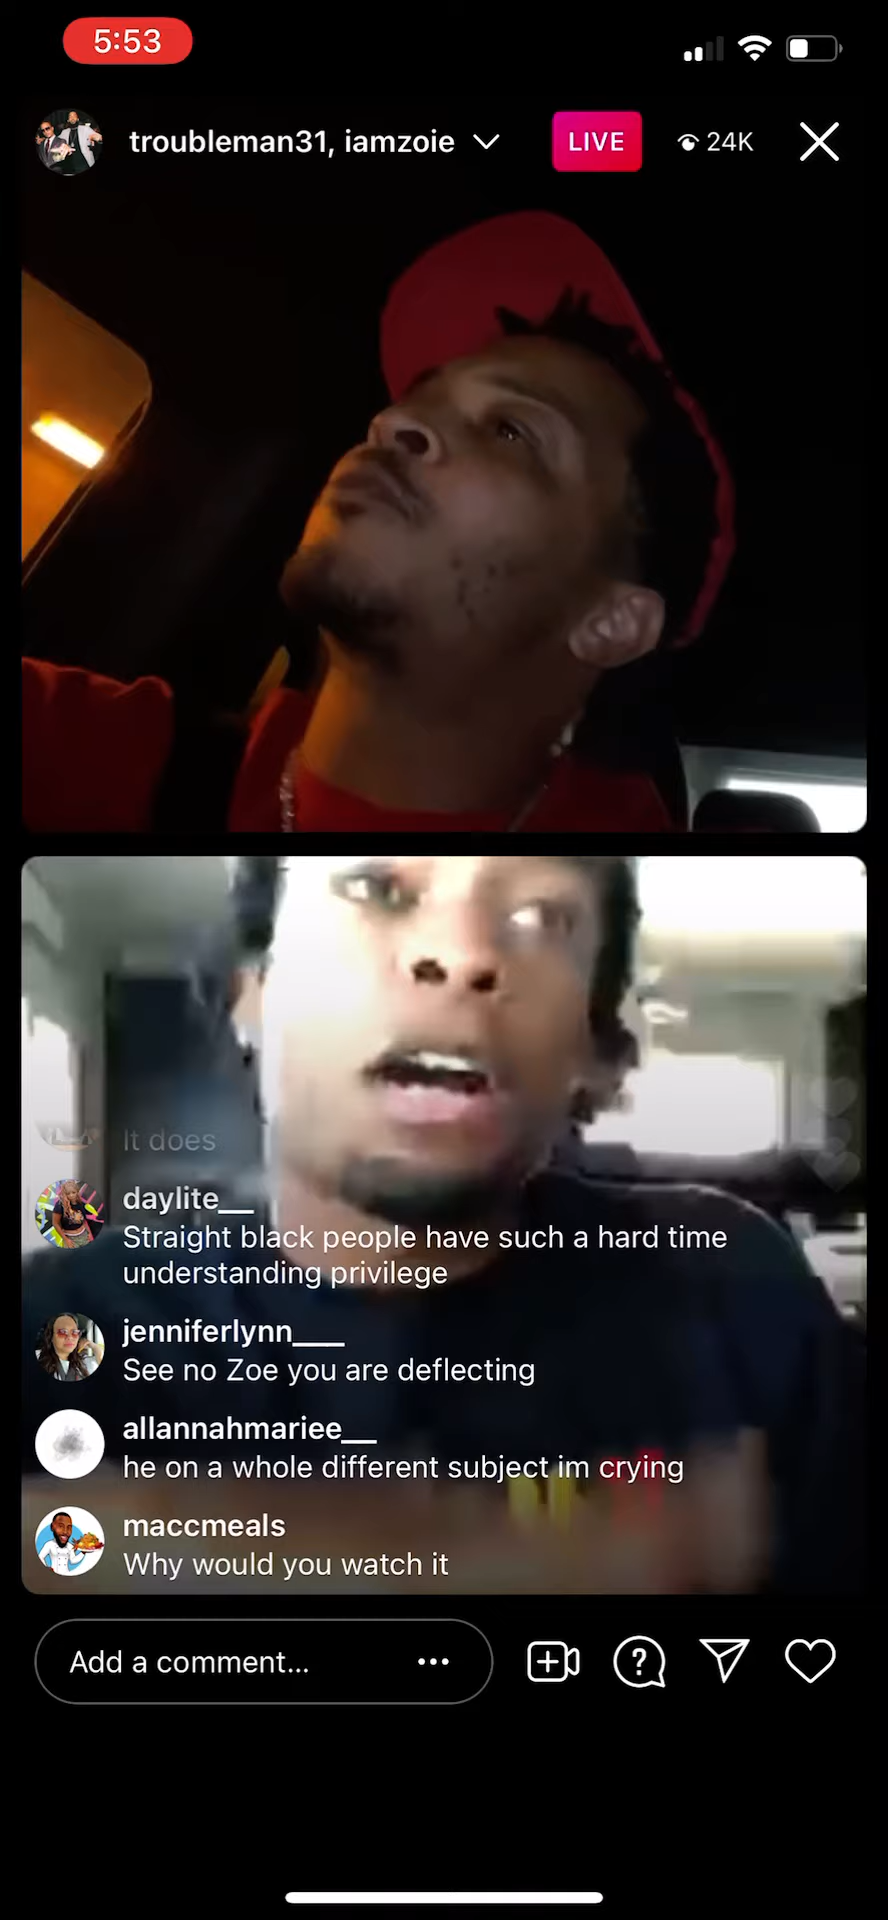 5:53
troubleman31, iamzoie
LIVE
24K
It does
daylite__
Straight black people have such a hard time
understanding privilege
jenniferlynn___
See no Zoe you are deflecting
allannahmariee__
he on a whole different subject im crying
maccmeals
Why would you watch it
Add a comment...